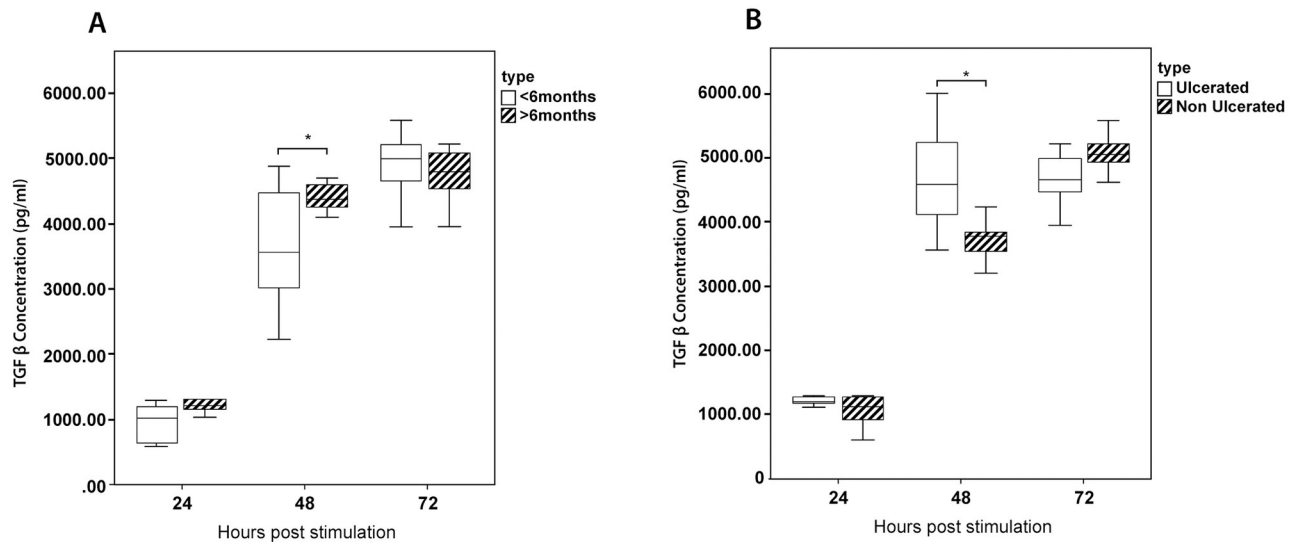 A
type
<6months
>6months
*
6000.00
5000.00
4000.00
3000.00
2000.00
1000.00
.00
TGF β Concentration (pg/ml)
24 48 72
Hours post stimulation
B
type
Ulcerated
Non Ulcerated
*
6000.00
5000.00
4000.00
3000.00
2000.00
1000.00
0
TGF β Concentration (pg/ml)
24 48 72
Hours post stimulation